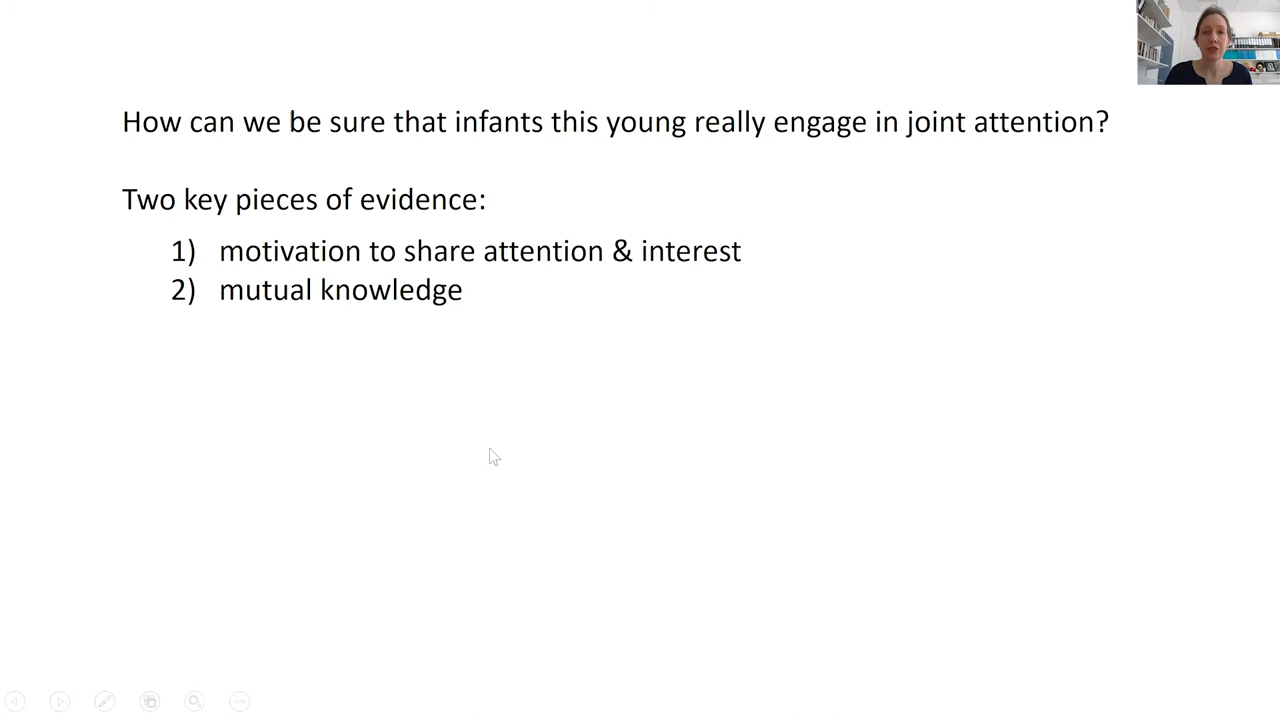 How can we be sure that infants this young really engage in joint attention?
Two key pieces of evidence:
1) motivation to share attention & interest
2) mutual knowledge